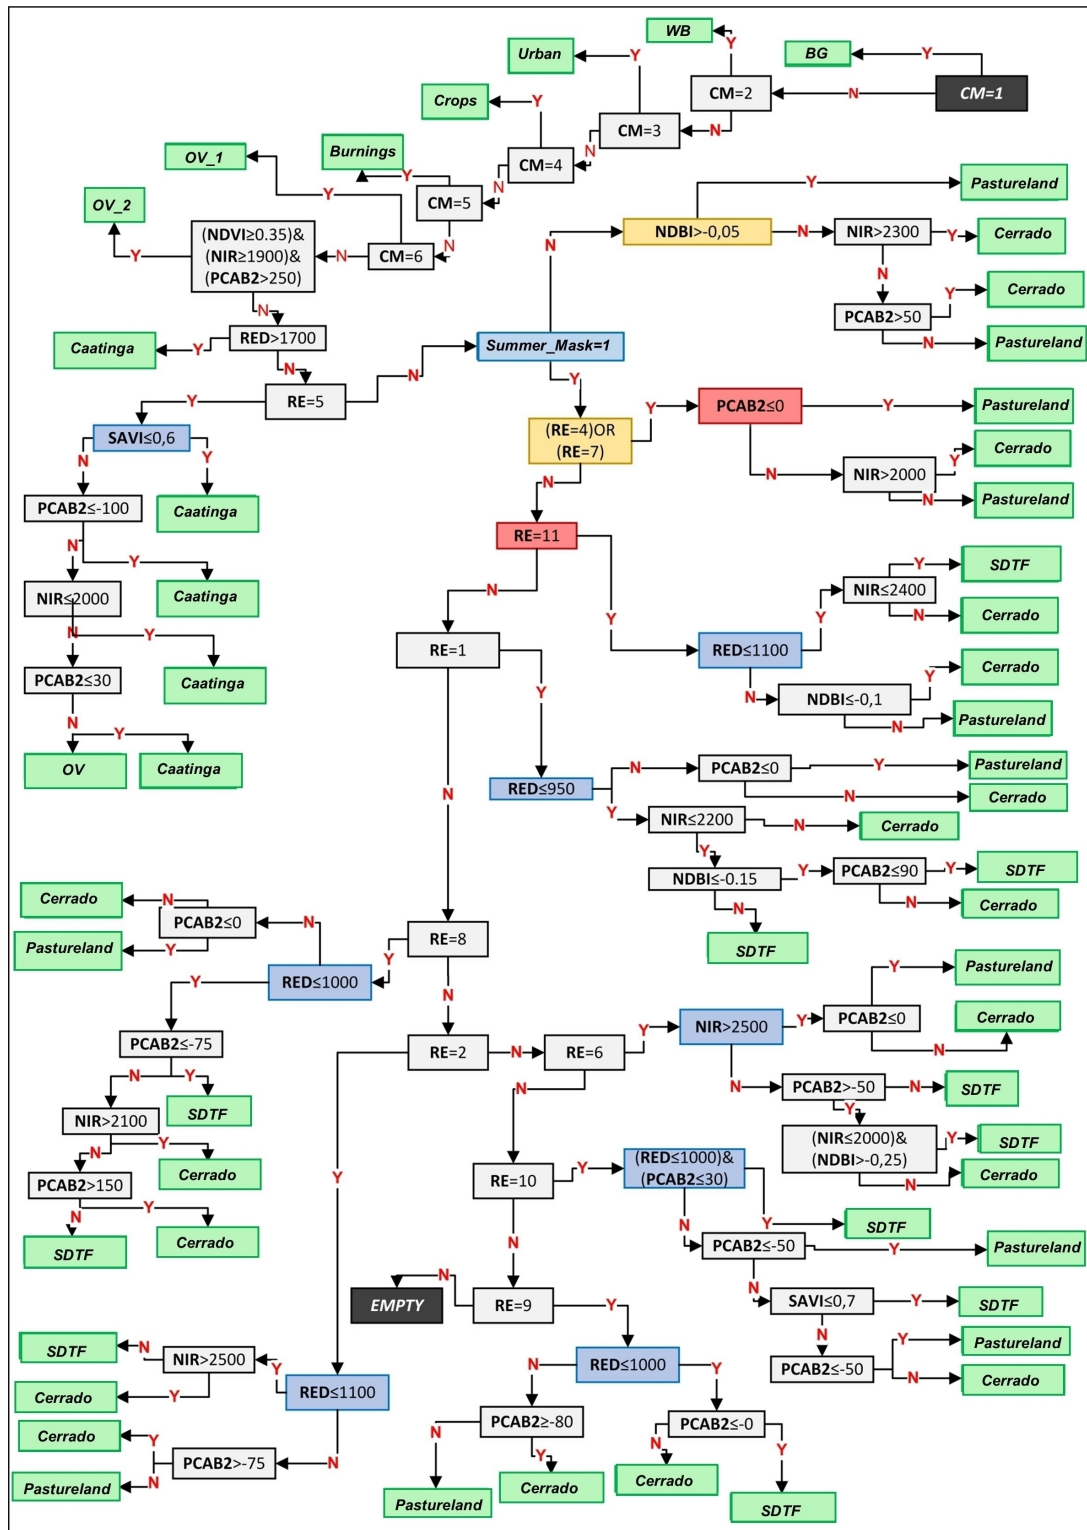 WB
Y
BG
Y
Urban
Y
CM=2
N
CM=1
Crops
Y
CM=3
N
OV_1
Burnings
CM=4
N
Y
Y
CM=5
N
OV_2
(NDVI≥0.35)&
(NIR≥1900)&
(PCAB2>250)
Y
N
CM=6
N
N
RED>1700
Y
Caatinga
N
RE=5
Y
N
Summer_Mask=1
N
NDBI>-0,05
Y
Pastureland
N
NIR>2300
Y
Cerrado
N
PCAB2>50
Y
Cerrado
N
Pastureland
Y
(RE=4)OR
(RE=7)
Y
PCAB2≤0
Y
Pastureland
N
NIR>2000
Y
Cerrado
N
Pastureland
SAVI≤0,6
N
Y
Caatinga
PCAB2≤-100
N
Y
Caatinga
NIR≤2000
N
Y
Caatinga
PCAB2≤30
N
Y
OV
Caatinga
N
RE=11
N
Y
RED≤1100
Y
NIR≤2400
Y
SDTF
N
Cerrado
N
NDBI≤-0,1
Y
Cerrado
N
Pastureland
RE=1
Y
N
RED≤950
N
PCAB2≤0
Y
Pastureland
N
Cerrado
Y
NIR≤2200
N
Cerrado
Y
NDBI≤-0.15
Y
PCAB2≤90
Y
SDTF
N
Cerrado
N
SDTF
Cerrado
N
PCAB2≤0
N
Pastureland
Y
RE=8
Y
RED≤1000
Y
N
PCAB2≤-75
N
Y
SDTF
NIR>2100
N
Y
Cerrado
PCAB2>150
N
Y
SDTF
Cerrado
RE=2
N
RE=6
Y
NIR>2500
Y
PCAB2≤0
Y
Pastureland
N
Cerrado
N
PCAB2>-50
N
SDTF
Y
(NIR≤2000)&
(NDBI>-0,25)
Y
SDTF
N
Cerrado
N
Y
RE=10
Y
(RED≤1000)&
(PCAB2≤30)
Y
SDTF
N
PCAB2≤-50
Y
Pastureland
N
SAVI≤0,7
Y
SDTF
N
PCAB2≤-50
Y
Pastureland
N
Cerrado
N
EMPTY
N
RE=9
Y
RED≤1000
N
Y
PCAB2≥-80
N
Y
Pastureland
Cerrado
PCAB2≤-0
N
Y
Cerrado
SDTF
SDTF
N
NIR>2500
Y
RED≤1100
Cerrado
Y
N
Cerrado
Y
PCAB2>-75
N
Pastureland